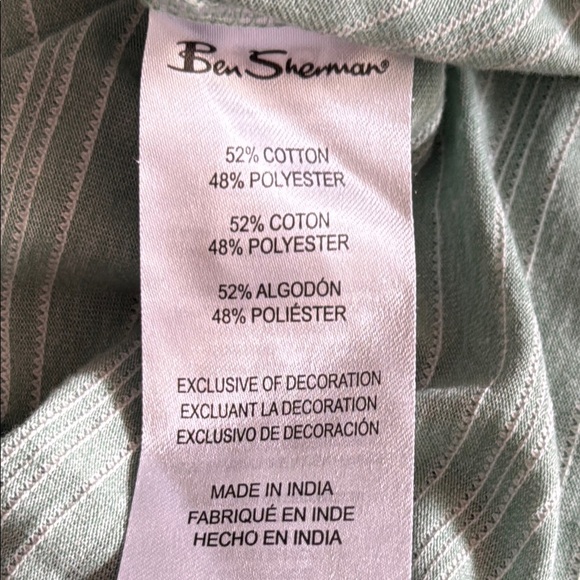 Ben Sherman®
52% COTTON
48% POLYESTER
52% COTON
48% POLYESTER
52% ALGODÓN
48% POLIÉSTER
EXCLUSIVE OF DECORATION
EXCLUANT LA DECORATION
EXCLUSIVO DE DECORACIÓN
MADE IN INDIA
FABRIQUÉ EN INDE
HECHO EN INDIA